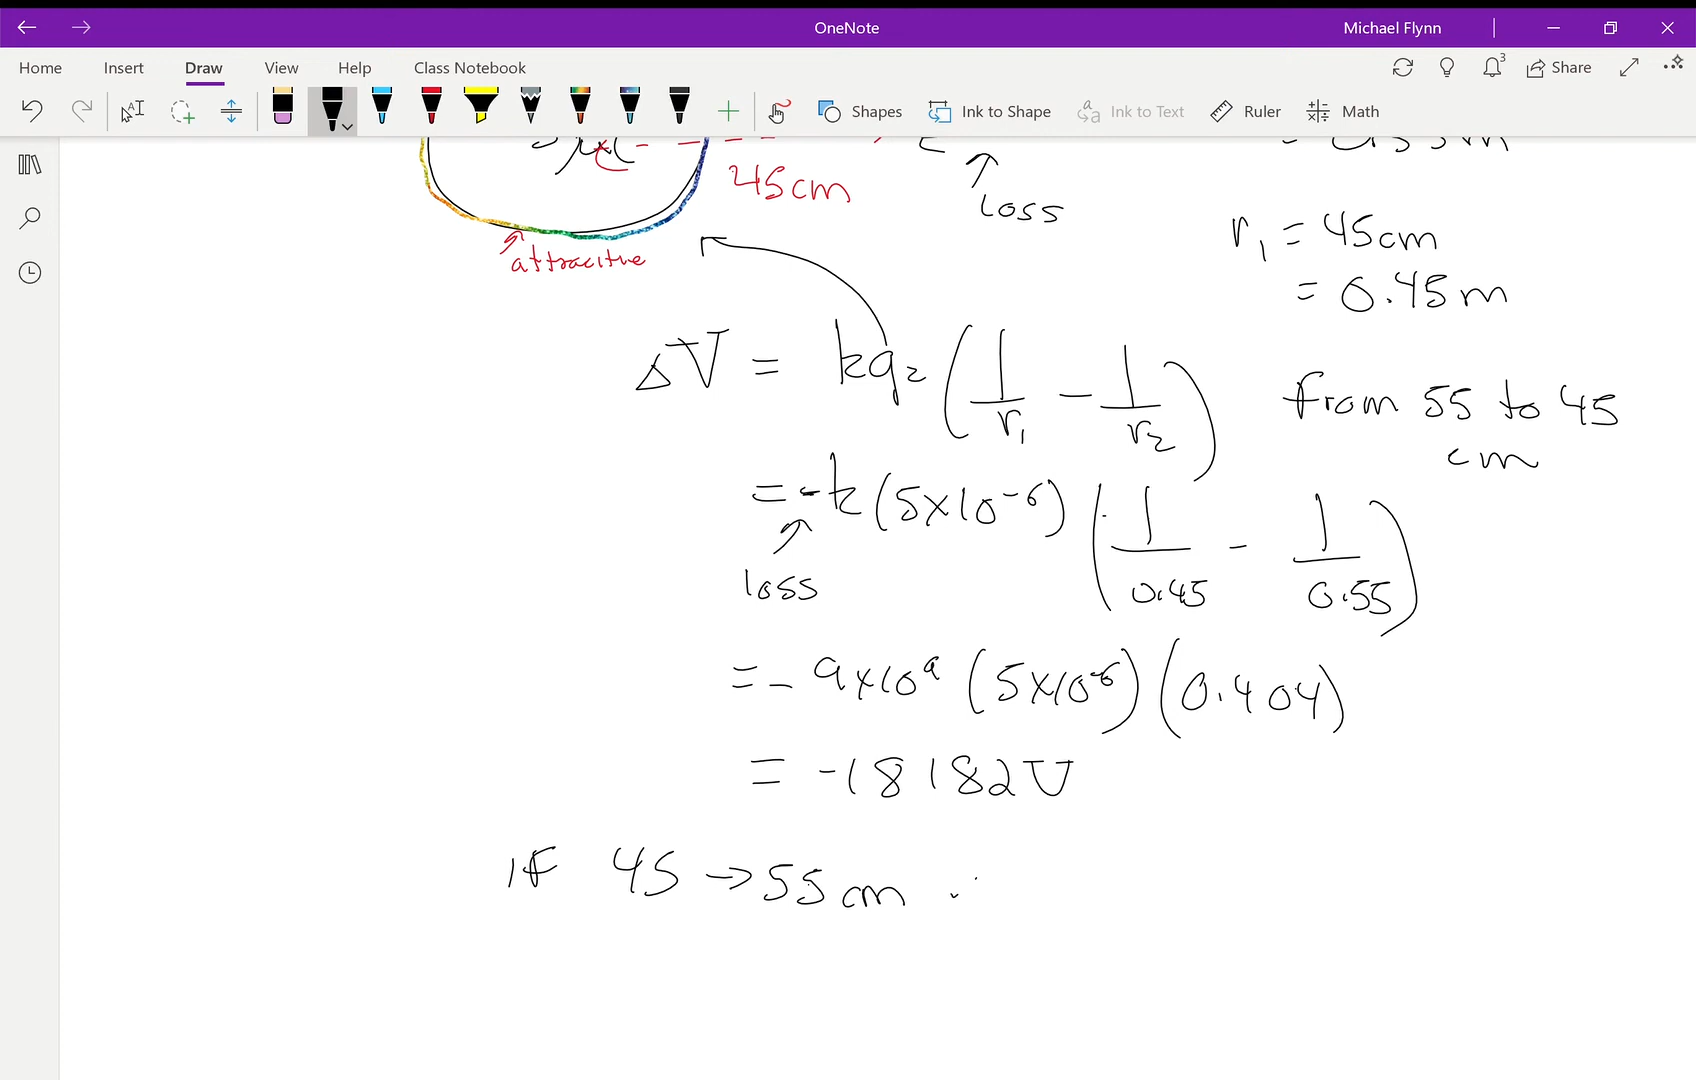 OneNote
Michael Flynn
Home Insert Draw View Help Class Notebook
3
Share
Shapes Ink to Shape Ink to Text Ruler Math
45cm
Loss
attracitve
r₁ = 45cm
= 0.45m
ΔV = kq₂ (1/r₁ - 1/r₂)
from 55 to 45
cm
= -k (5x10⁻⁶) (1/0.45 - 1/0.55)
loss
= - 9x10⁹ (5x10⁻⁶) (0.404)
= -18182V
if 45 → 55 cm